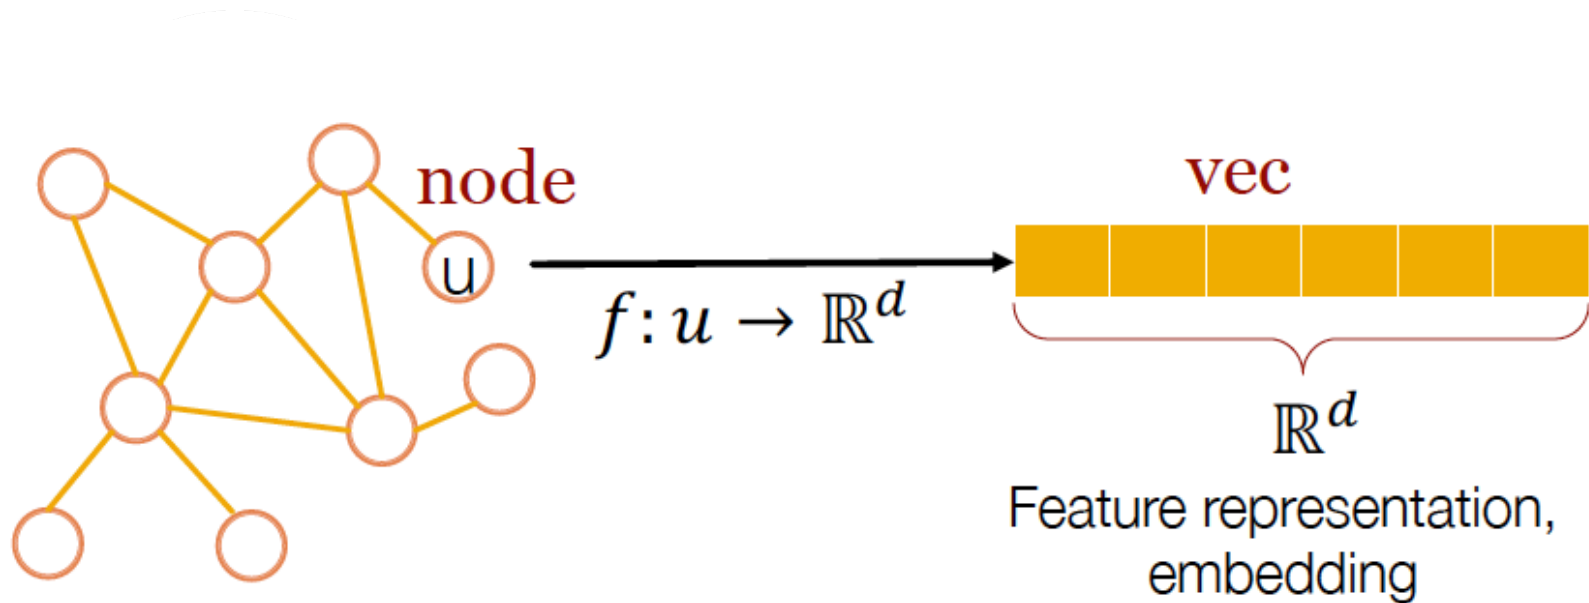 node
vec
u
f: u → ℝ^d
ℝ^d
Feature representation,
embedding